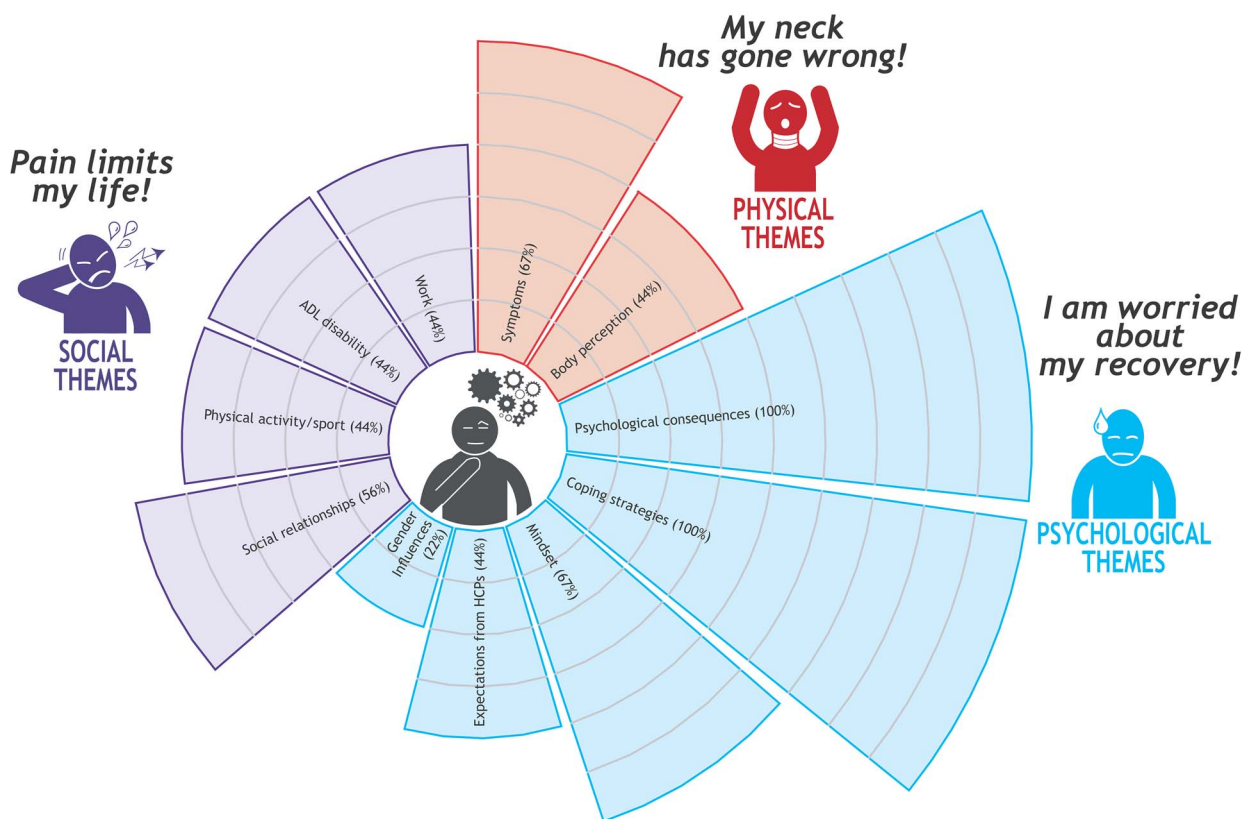 My neck
has gone wrong!
PHYSICAL
THEMES
Pain limits
my life!
SOCIAL
THEMES
I am worried
about
my recovery!
PSYCHOLOGICAL
THEMES
Symptoms (67%)
Body perception (44%)
Psychological consequences (100%)
Coping strategies (100%)
Mindset (67%)
Expectations from HCPs (44%)
Gender
Influences
(22%)
Social relationships (56%)
Physical activity/sport (44%)
ADL disability (44%)
Work (44%)